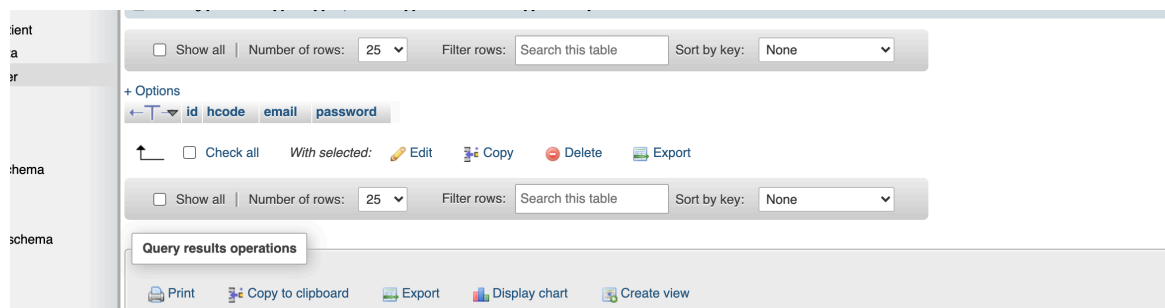 Show all | Number of rows: 25 Filter rows: Search this table Sort by key: None
+ Options
id hcode email password
Check all With selected: Edit Copy Delete Export
Show all | Number of rows: 25 Filter rows: Search this table Sort by key: None
Query results operations
Print Copy to clipboard Export Display chart Create view
tient
ta
er
chema
schema